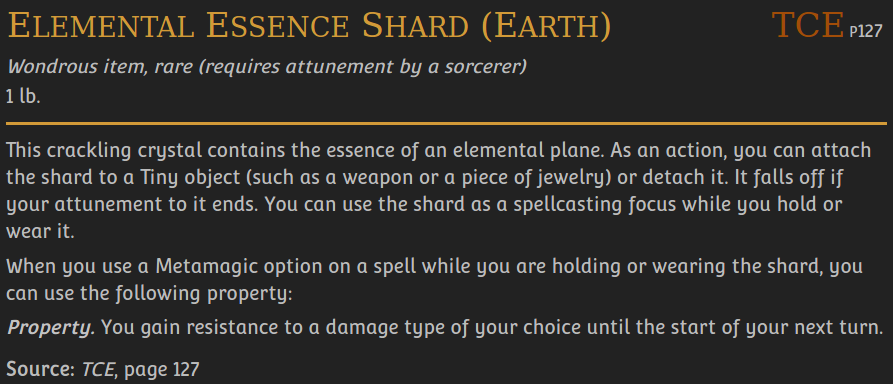 Elemental Essence Shard (Earth) TCE P127
Wondrous item, rare (requires attunement by a sorcerer)
1 lb.
This crackling crystal contains the essence of an elemental plane. As an action, you can attach
the shard to a Tiny object (such as a weapon or a piece of jewelry) or detach it. It falls off if
your attunement to it ends. You can use the shard as a spellcasting focus while you hold or
wear it.
When you use a Metamagic option on a spell while you are holding or wearing the shard, you
can use the following property:
Property. You gain resistance to a damage type of your choice until the start of your next turn.
Source: TCE, page 127